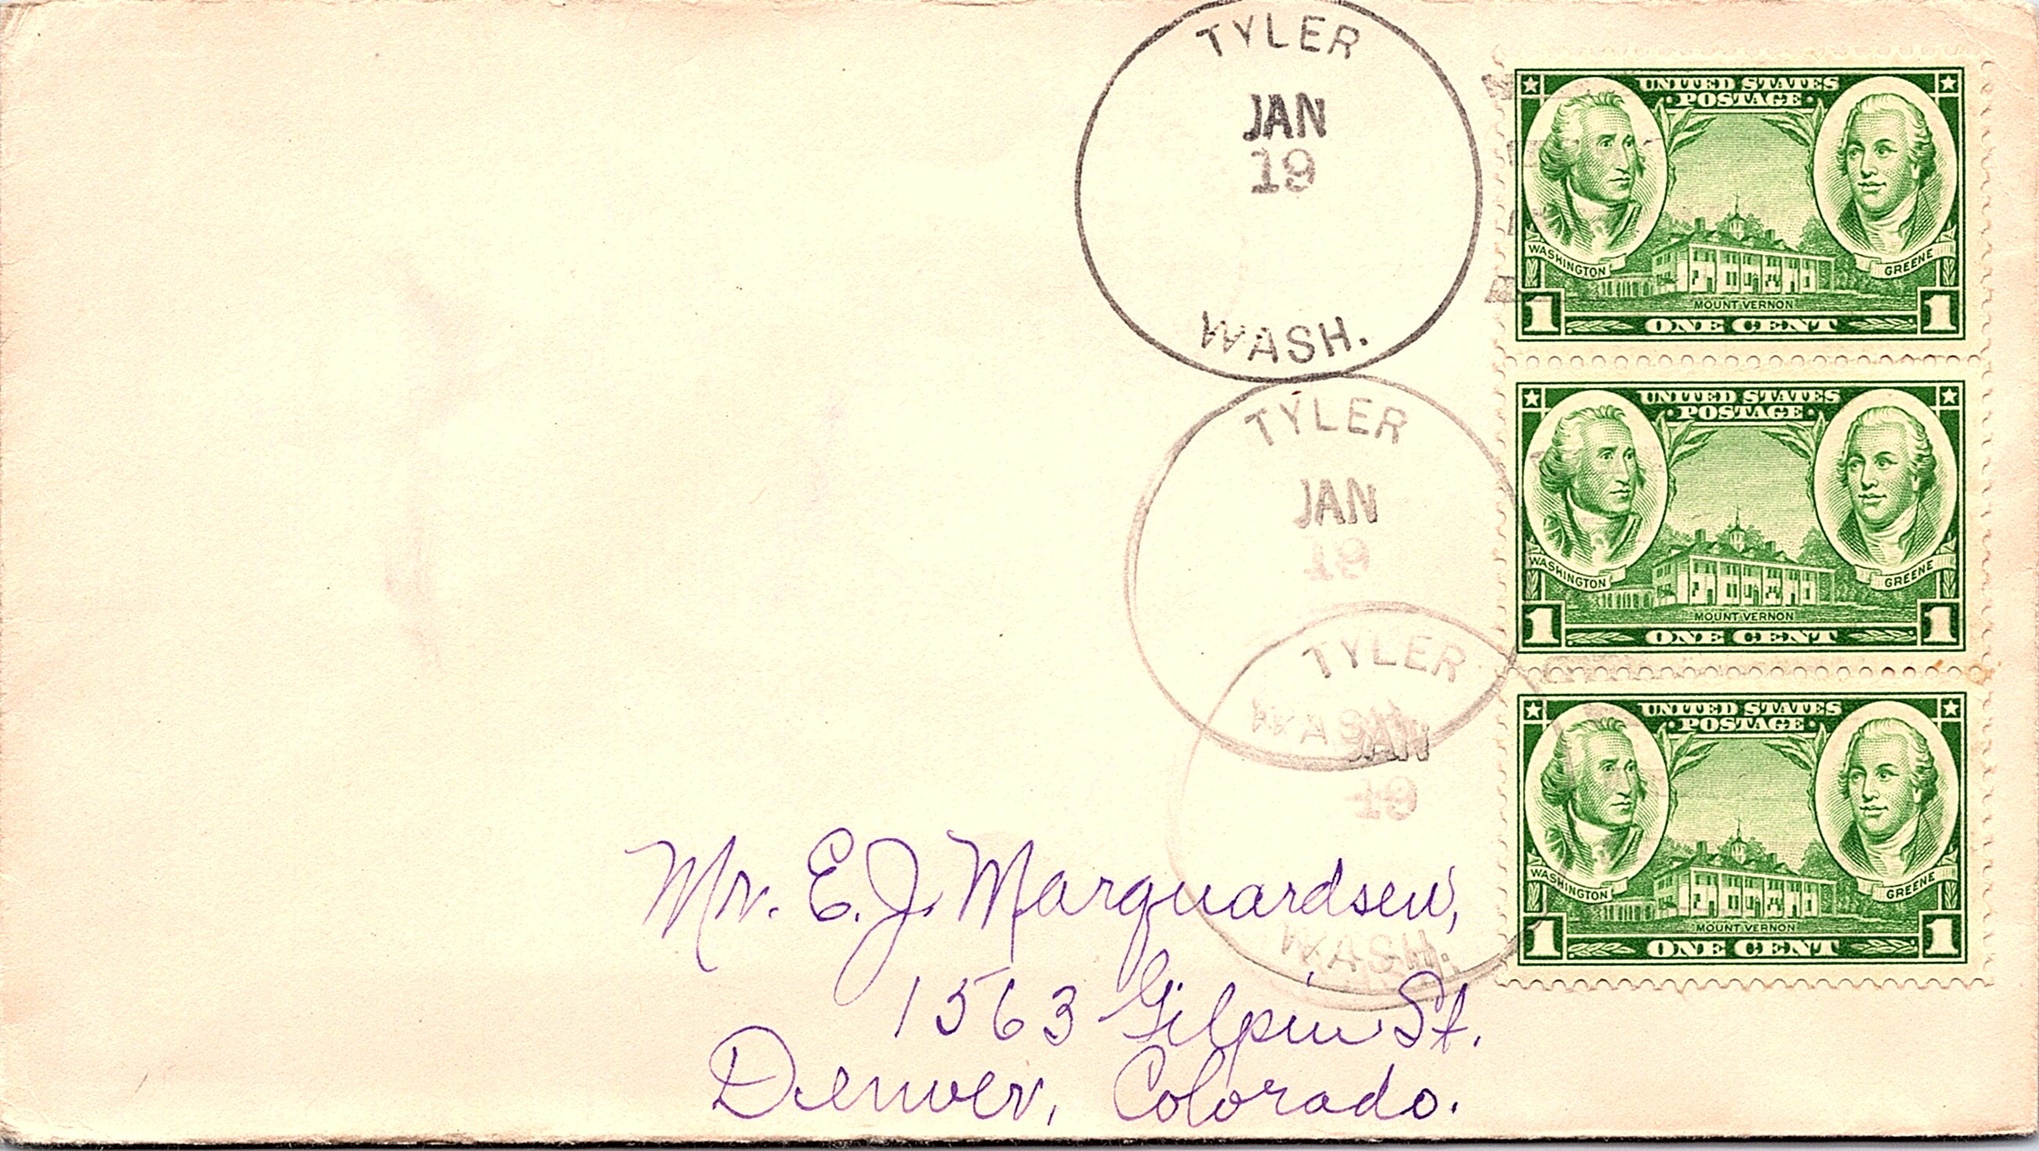 TYLER
JAN
19
WASH.
TYLER
JAN
19
WASH.
TYLER
JAN
19
WASH.
UNITED STATES
·POSTAGE·
WASHINGTON
GREENE
MOUNT VERNON
1 ONE CENT 1
UNITED STATES
·POSTAGE·
WASHINGTON
GREENE
MOUNT VERNON
1 ONE CENT 1
UNITED STATES
·POSTAGE·
WASHINGTON
GREENE
MOUNT VERNON
1 ONE CENT 1
Mr. E. J. Marquardsen,
1563 Gilpin St.
Denver, Colorado.